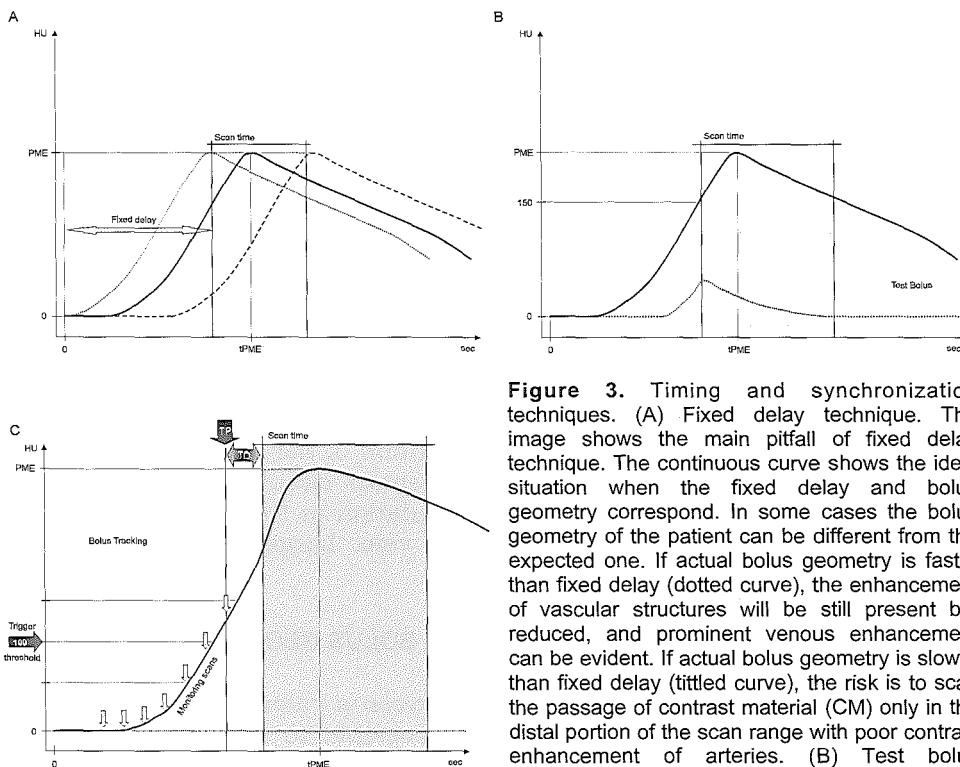 A
HU
PME
Scan time
Fixed delay
0
0
tPME
sec
B
HU
PME
Scan time
150
Test Bolus
0
0
tPME
sec
C
HU
TP
TD
Scan time
PME
Bolus Tracking
Trigger
100
threshold
Monitoring scans
0
0
tPME
sec
Figure 3. Timing and synchronizatio
techniques. (A) Fixed delay technique. Th
image shows the main pitfall of fixed dela
technique. The continuous curve shows the ide
situation when the fixed delay and bolu
geometry correspond. In some cases the bolu
geometry of the patient can be different from th
expected one. If actual bolus geometry is fast
than fixed delay (dotted curve), the enhanceme
of vascular structures will be still present b
reduced, and prominent venous enhanceme
can be evident. If actual bolus geometry is slow
than fixed delay (tittled curve), the risk is to sca
the passage of contrast material (CM) only in th
distal portion of the scan range with poor contra
enhancement of arteries. (B) Test bolu